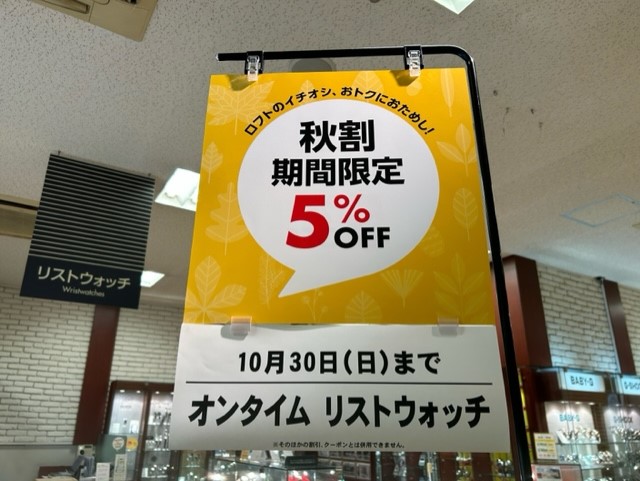 ロフトのイチオシ、おトクにおためし!
秋割
期間限定
5%
OFF
10月30日(日)まで
オンタイム リストウォッチ
※そのほかの割引、クーポンとは併用できません。
リストウォッチ
Wristwatches
BABY-G
G-SHOCK
BABY-G